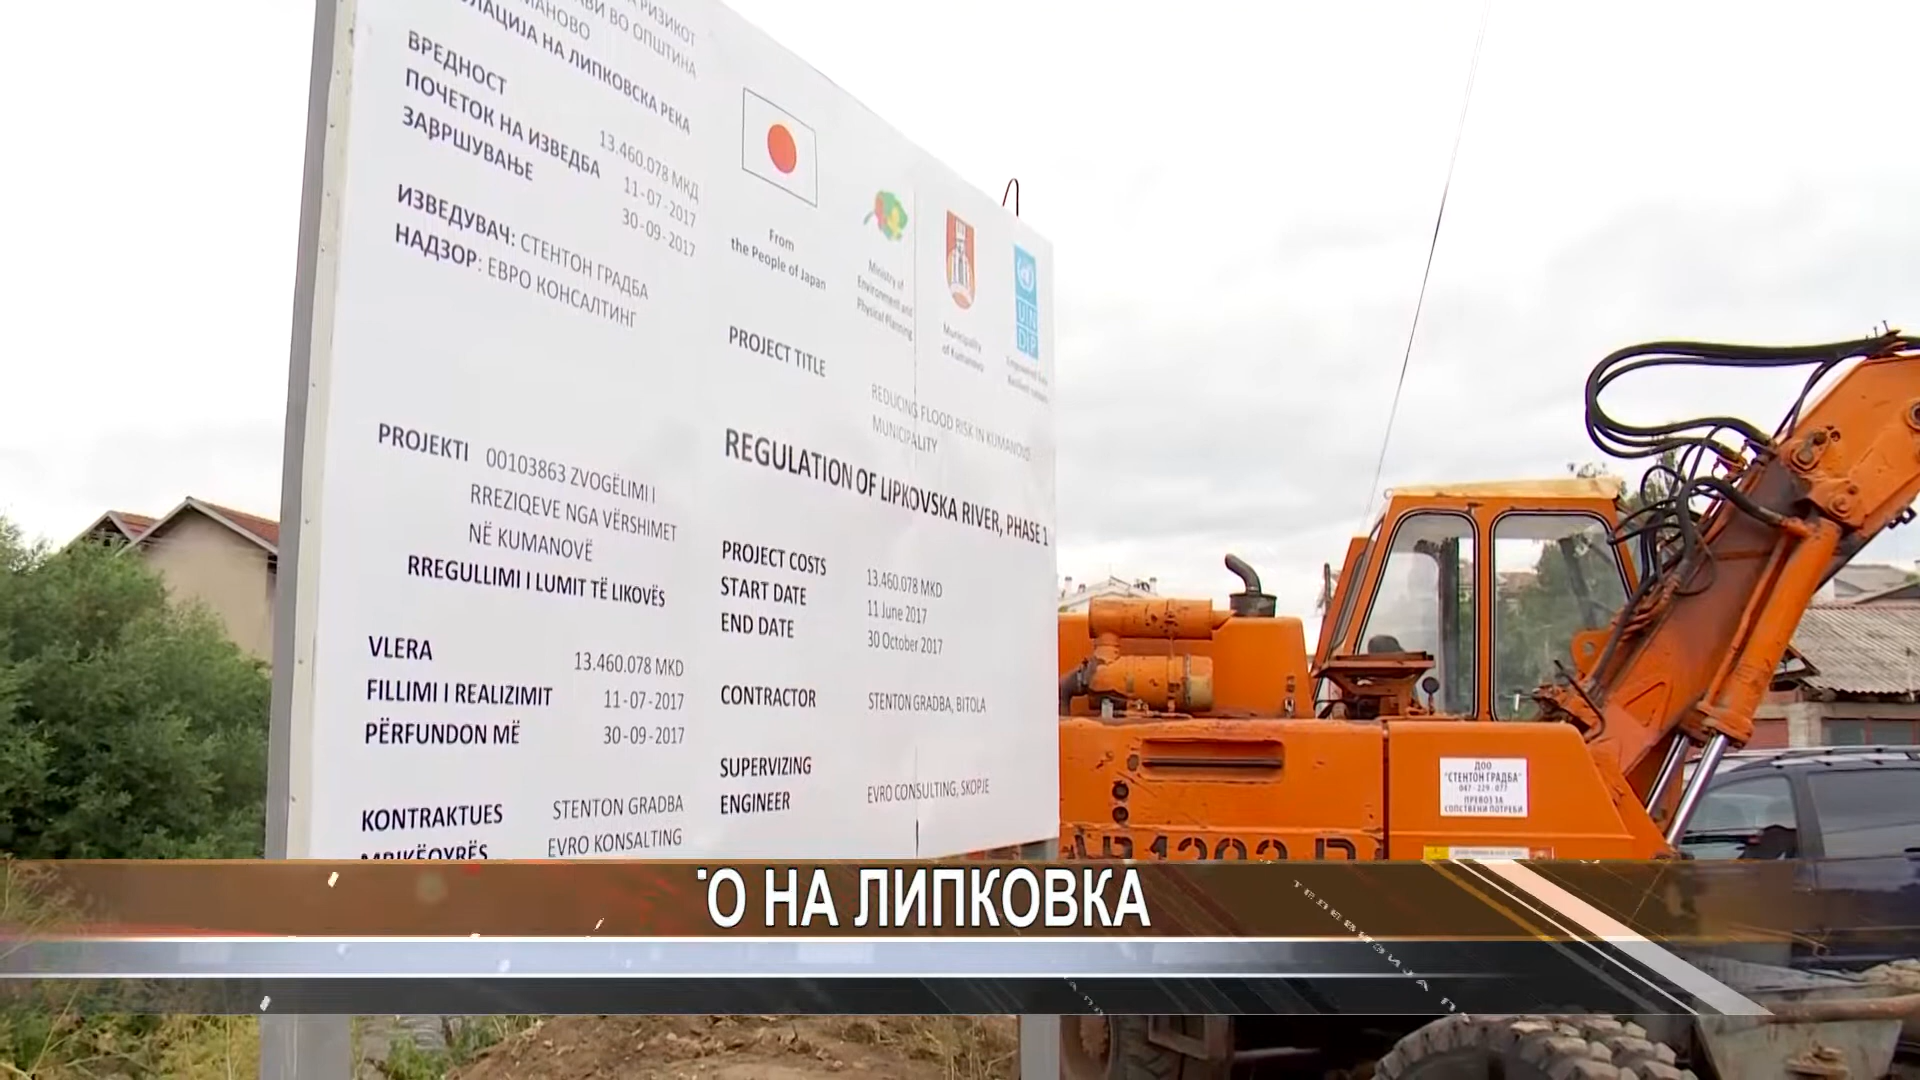 РИЗИКОТ
ВО ОПШТИНА
НА ЛИПКОВСКА РЕКА
ВРЕДНОСТ 13.460.078 МКД
ПОЧЕТОК НА ИЗВЕДБА 11-07-2017
ЗАВРШУВАЊЕ 30-09-2017
ИЗВЕДУВАЧ: СТЕНТОН ГРАДБА
НАДЗОР: ЕВРО КОНСАЛТИНГ
PROJEKTI 00103863 ZVOGËLIMI I
RREZIQEVE NGA VËRSHIMET
NË KUMANOVË
RREGULLIMI I LUMIT TË LIKOVËS
VLERA 13.460.078 MKD
FILLIMI I REALIZIMIT 11-07-2017
PËRFUNDON MË 30-09-2017
KONTRAKTUES STENTON GRADBA
EVRO KONSALTING
From
the People of Japan
Ministry of
Environment and
Physical Planning
Municipality
of Kumanovo
UN
DP
PROJECT TITLE
REDUCING FLOOD RISK IN KUMANOVO
MUNICIPALITY
REGULATION OF LIPKOVSKA RIVER, PHASE 1
PROJECT COSTS 13.460.078 MKD
START DATE 11 June 2017
END DATE 30 October 2017
CONTRACTOR STENTON GRADBA, BITOLA
SUPERVIZING
ENGINEER EVRO CONSULTING, SKOPJE
ДОО
"СТЕНТОН ГРАДБА"
047-229-077
ПРЕВОЗ ЗА
СОПСТВЕНИ ПОТРЕБИ
О НА ЛИПКОВКА